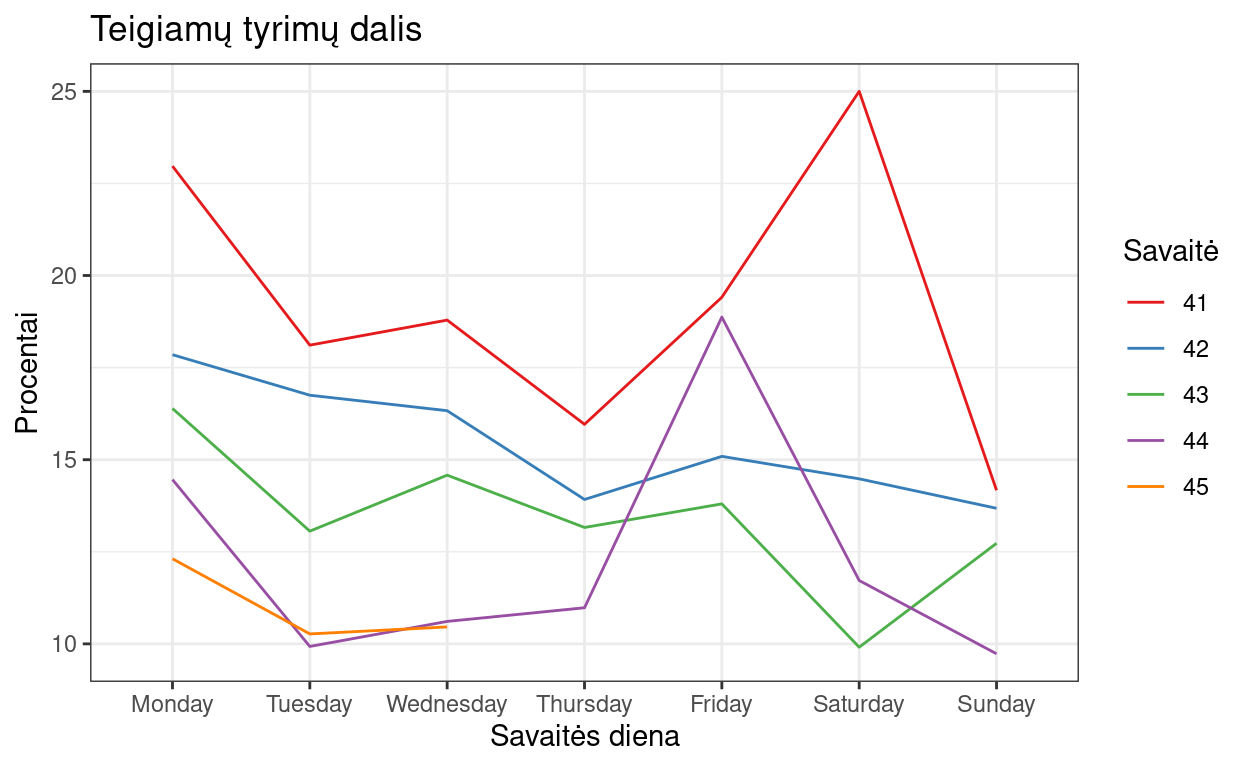 Teigiamų tyrimų dalis
Procentai
25
20
15
10
Monday Tuesday Wednesday Thursday Friday Saturday Sunday
Savaitės diena
Savaitė
41
42
43
44
45